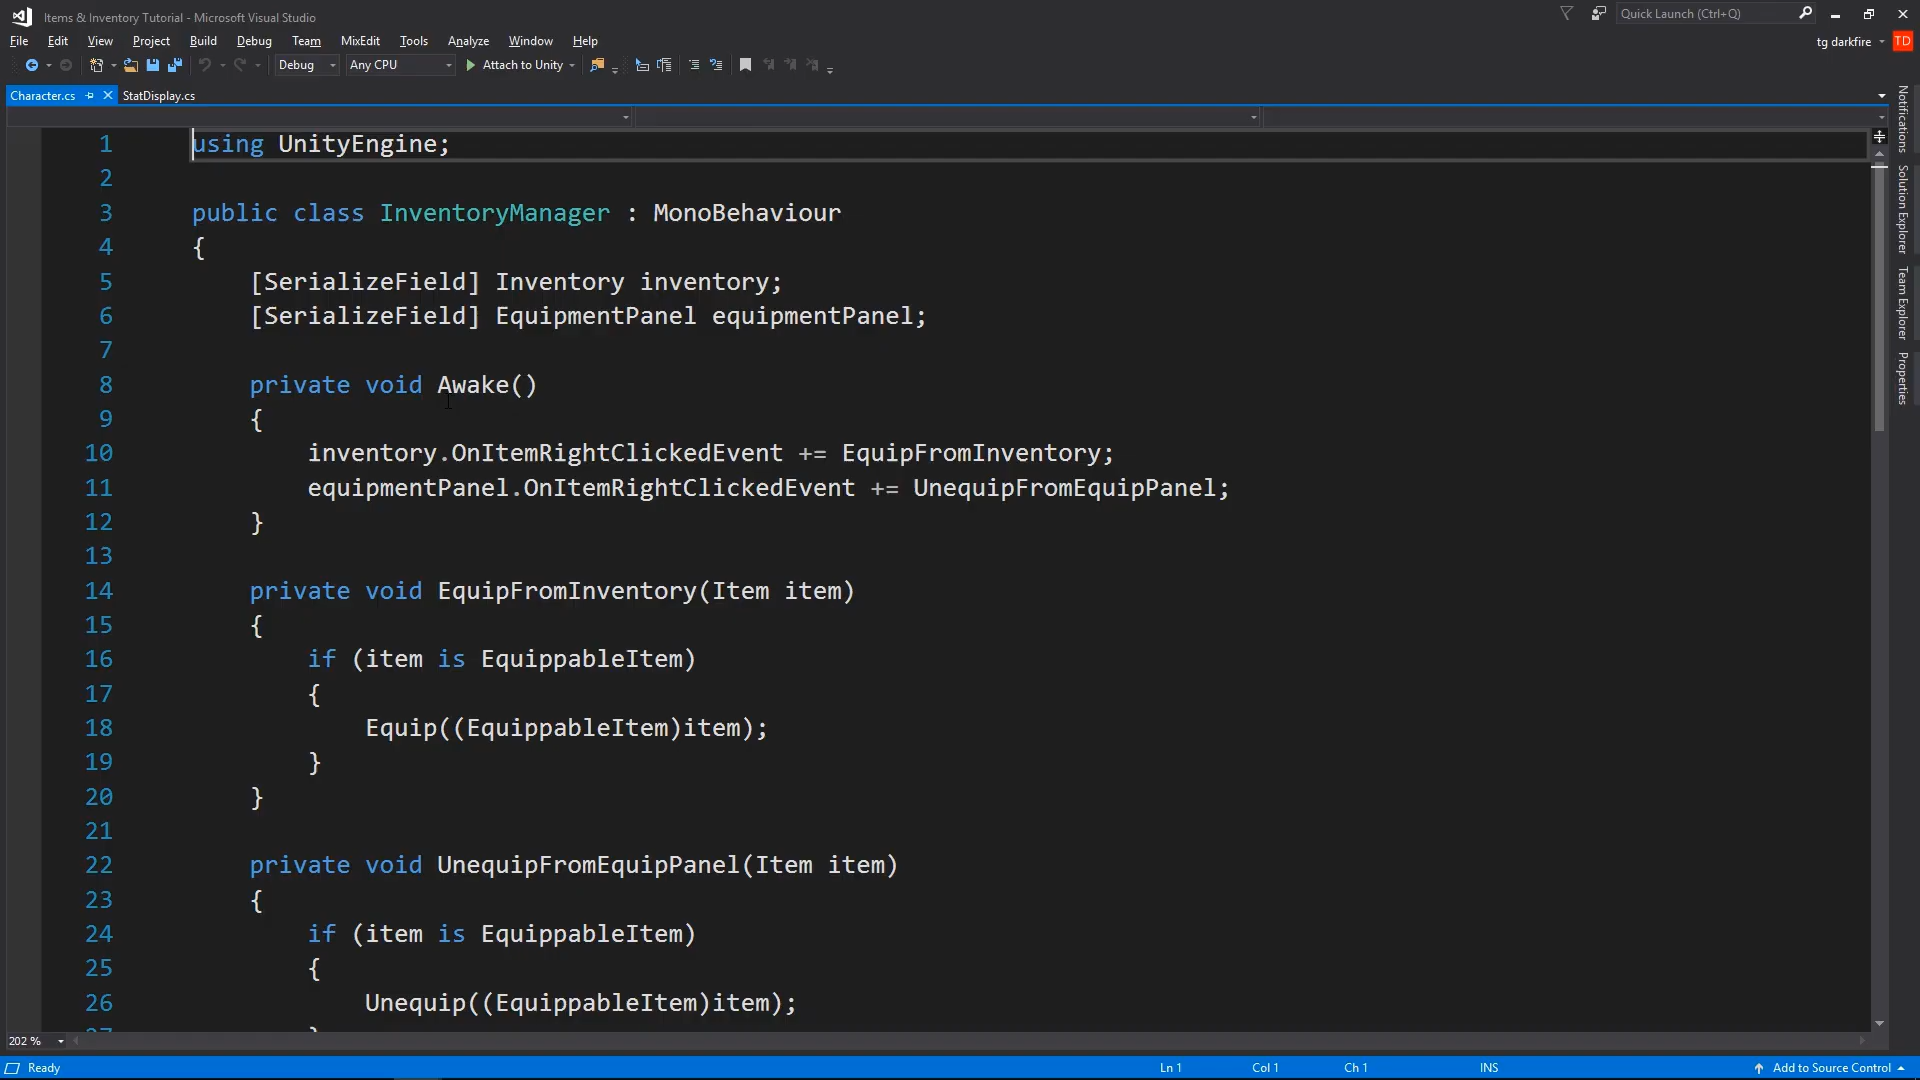 Items & Inventory Tutorial - Microsoft Visual Studio
Quick Launch (Ctrl+Q)
File Edit View Project Build Debug Team MixEdit Tools Analyze Window Help
tg darkfire TD
Debug Any CPU Attach to Unity
Character.cs StatDisplay.cs
1 using UnityEngine;
2
3 public class InventoryManager : MonoBehaviour
4 {
5 [SerializeField] Inventory inventory;
6 [SerializeField] EquipmentPanel equipmentPanel;
7
8 private void Awake()
9 {
10 inventory.OnItemRightClickedEvent += EquipFromInventory;
11 equipmentPanel.OnItemRightClickedEvent += UnequipFromEquipPanel;
12 }
13
14 private void EquipFromInventory(Item item)
15 {
16 if (item is EquippableItem)
17 {
18 Equip((EquippableItem)item);
19 }
20 }
21
22 private void UnequipFromEquipPanel(Item item)
23 {
24 if (item is EquippableItem)
25 {
26 Unequip((EquippableItem)item);
Notifications
Solution Explorer
Team Explorer
Properties
202 %
Ready Ln 1 Col 1 Ch 1 INS Add to Source Control